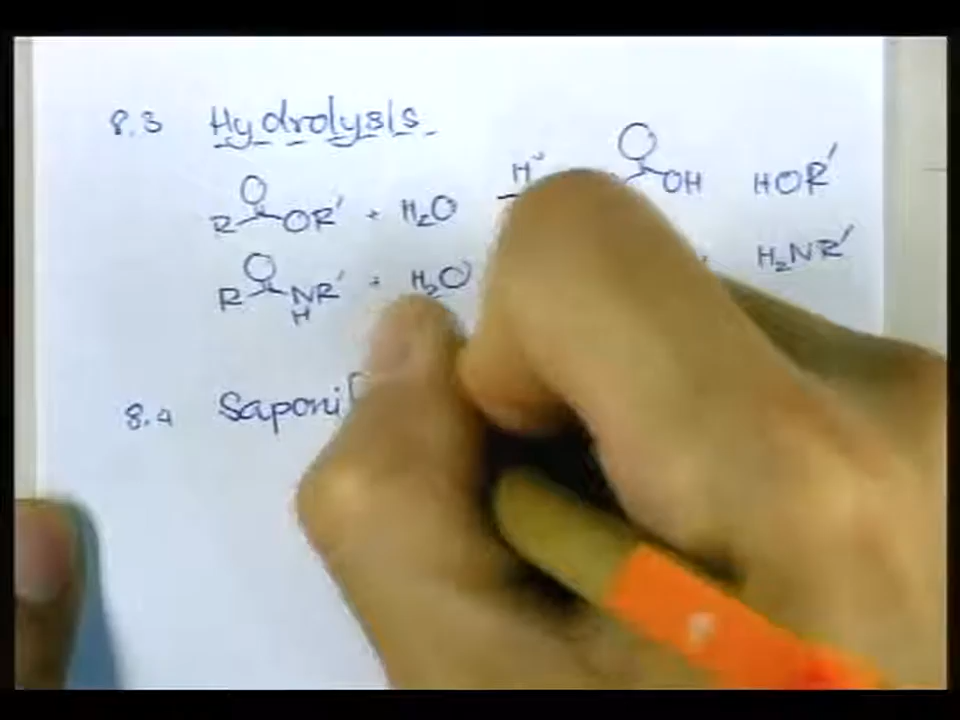 8.3 Hydrolysis
O O
R OR' + H₂O H⁺ OH HOR'
O
R NR' + H₂O H₂NR'
H
8.4 Saponi